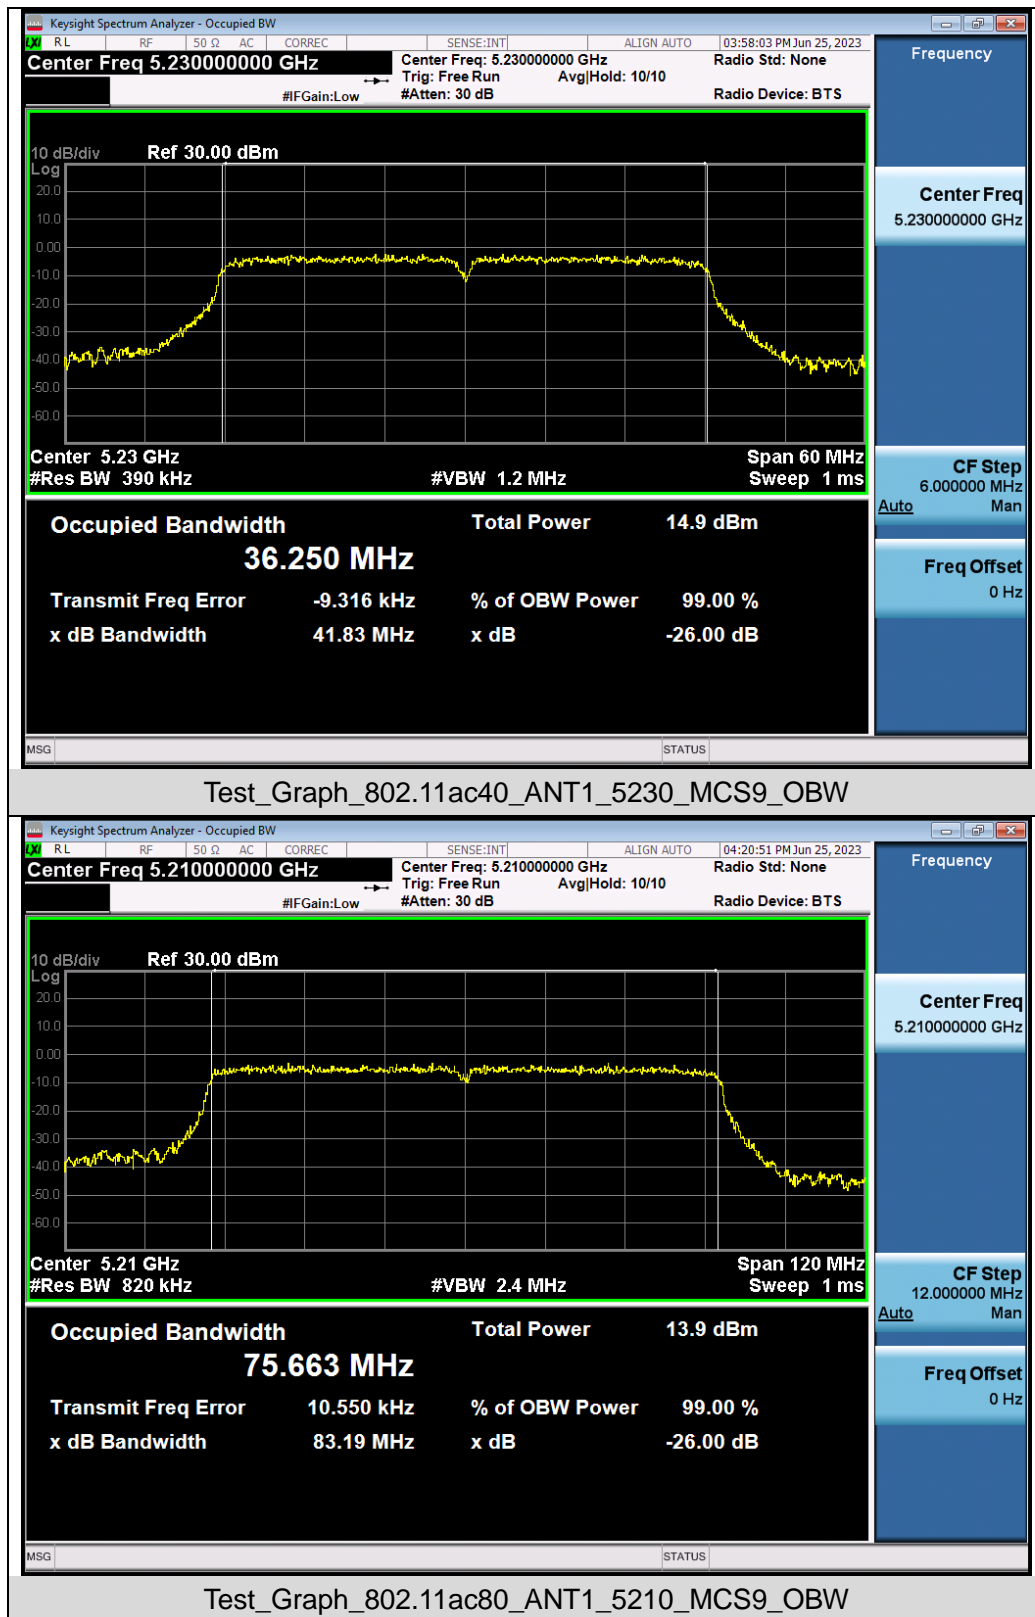 Keysight Spectrum Analyzer - Occupied BW
LXI RL RF 50 Ω AC CORREC SENSE:INT ALIGN AUTO 03:58:03 PM Jun 25, 2023
Center Freq 5.230000000 GHz
Center Freq: 5.230000000 GHz
Radio Std: None
Trig: Free Run Avg|Hold: 10/10
#IFGain:Low
#Atten: 30 dB
Radio Device: BTS
10 dB/div Ref 30.00 dBm
Log
20.0
10.0
0.00
-10.0
-20.0
-30.0
-40.0
-50.0
-60.0
Center 5.23 GHz Span 60 MHz
#Res BW 390 kHz #VBW 1.2 MHz Sweep 1 ms
Occupied Bandwidth Total Power 14.9 dBm
36.250 MHz
Transmit Freq Error -9.316 kHz % of OBW Power 99.00 %
x dB Bandwidth 41.83 MHz x dB -26.00 dB
MSG STATUS
Frequency
Center Freq
5.230000000 GHz
CF Step
6.000000 MHz
Auto Man
Freq Offset
0 Hz
Test_Graph_802.11ac40_ANT1_5230_MCS9_OBW
Keysight Spectrum Analyzer - Occupied BW
LXI RL RF 50 Ω AC CORREC SENSE:INT ALIGN AUTO 04:20:51 PM Jun 25, 2023
Center Freq 5.210000000 GHz
Center Freq: 5.210000000 GHz
Radio Std: None
Trig: Free Run Avg|Hold: 10/10
#IFGain:Low
#Atten: 30 dB
Radio Device: BTS
10 dB/div Ref 30.00 dBm
Log
20.0
10.0
0.00
-10.0
-20.0
-30.0
-40.0
-50.0
-60.0
Center 5.21 GHz Span 120 MHz
#Res BW 820 kHz #VBW 2.4 MHz Sweep 1 ms
Occupied Bandwidth Total Power 13.9 dBm
75.663 MHz
Transmit Freq Error 10.550 kHz % of OBW Power 99.00 %
x dB Bandwidth 83.19 MHz x dB -26.00 dB
MSG STATUS
Frequency
Center Freq
5.210000000 GHz
CF Step
12.000000 MHz
Auto Man
Freq Offset
0 Hz
Test_Graph_802.11ac80_ANT1_5210_MCS9_OBW